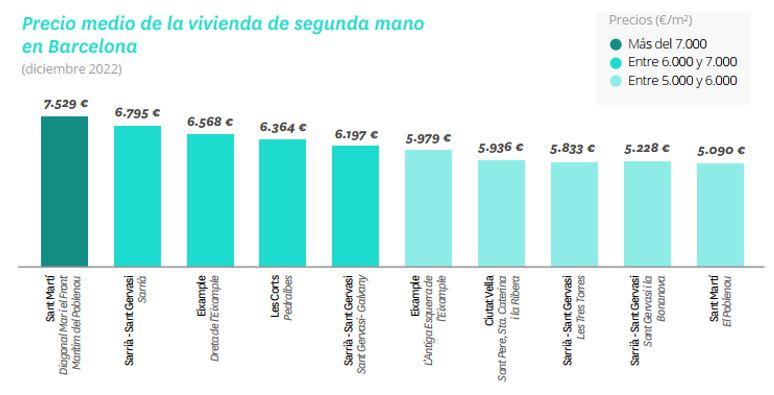 Precio medio de la vivienda de segunda mano
en Barcelona
(diciembre 2022)
Precios (€/m²)
Más del 7.000
Entre 6.000 y 7.000
Entre 5.000 y 6.000
7.529 €
6.795 €
6.568 €
6.364 €
6.197 €
5.979 €
5.936 €
5.833 €
5.228 €
5.090 €
Sant Martí
Diagonal Mar i el Front
Marítim del Poblenou
Sarrià - Sant Gervasi
Sarrià
Eixample
Dreta de l'Eixample
Les Corts
Pedralbes
Sarrià - Sant Gervasi
Sant Gervasi - Galvany
Eixample
L'Antiga Esquerra de
l'Eixample
Ciutat Vella
Sant Pere, Sta. Caterina
i la Ribera
Sarrià - Sant Gervasi
Les Tres Torres
Sarrià - Sant Gervasi
Sant Gervasi i la
Bonanova
Sant Martí
El Poblenou